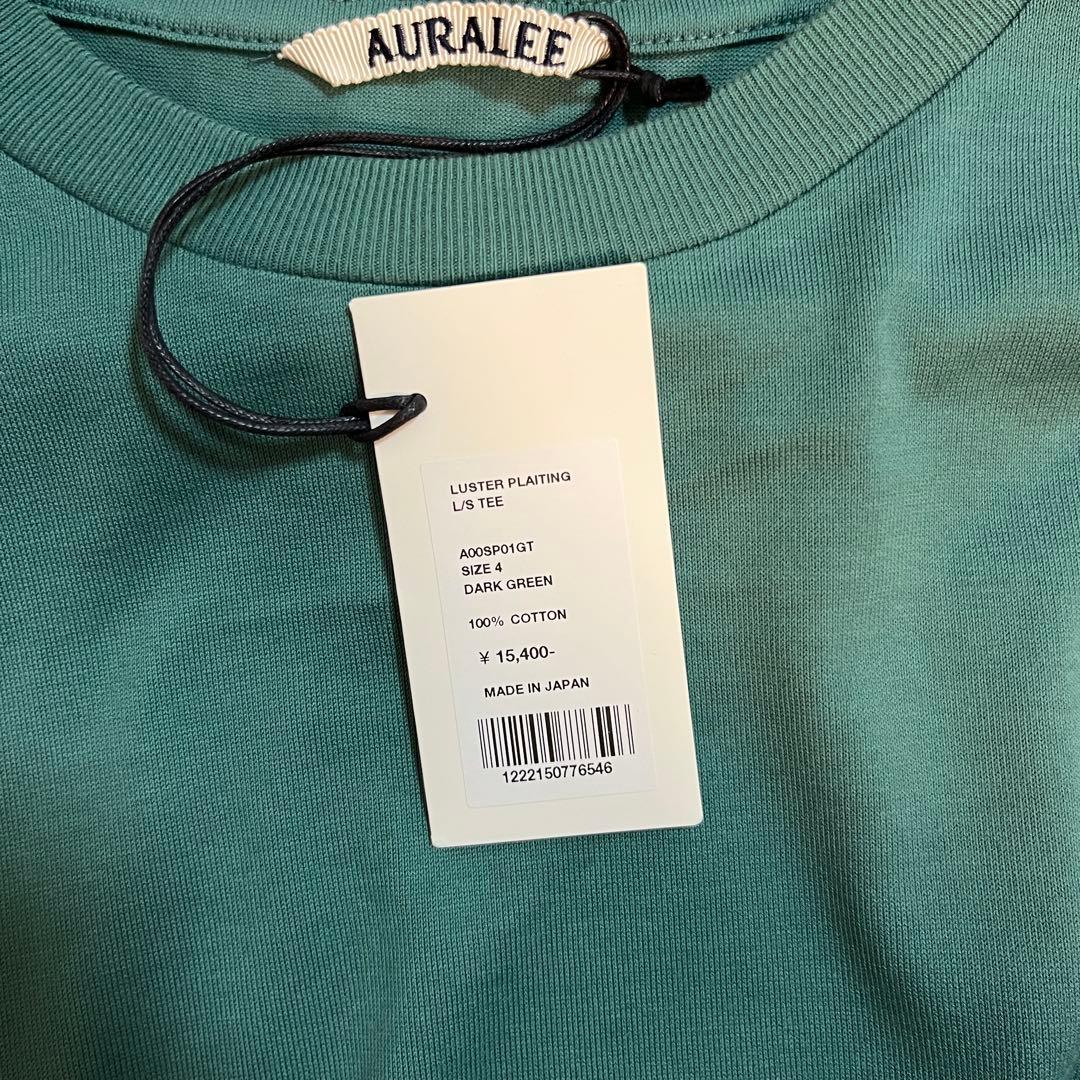 AURALEE
LUSTER PLAITING
L/S TEE
A00SP01GT
SIZE 4
DARK GREEN
100% COTTON
¥ 15,400-
MADE IN JAPAN
1222150776546